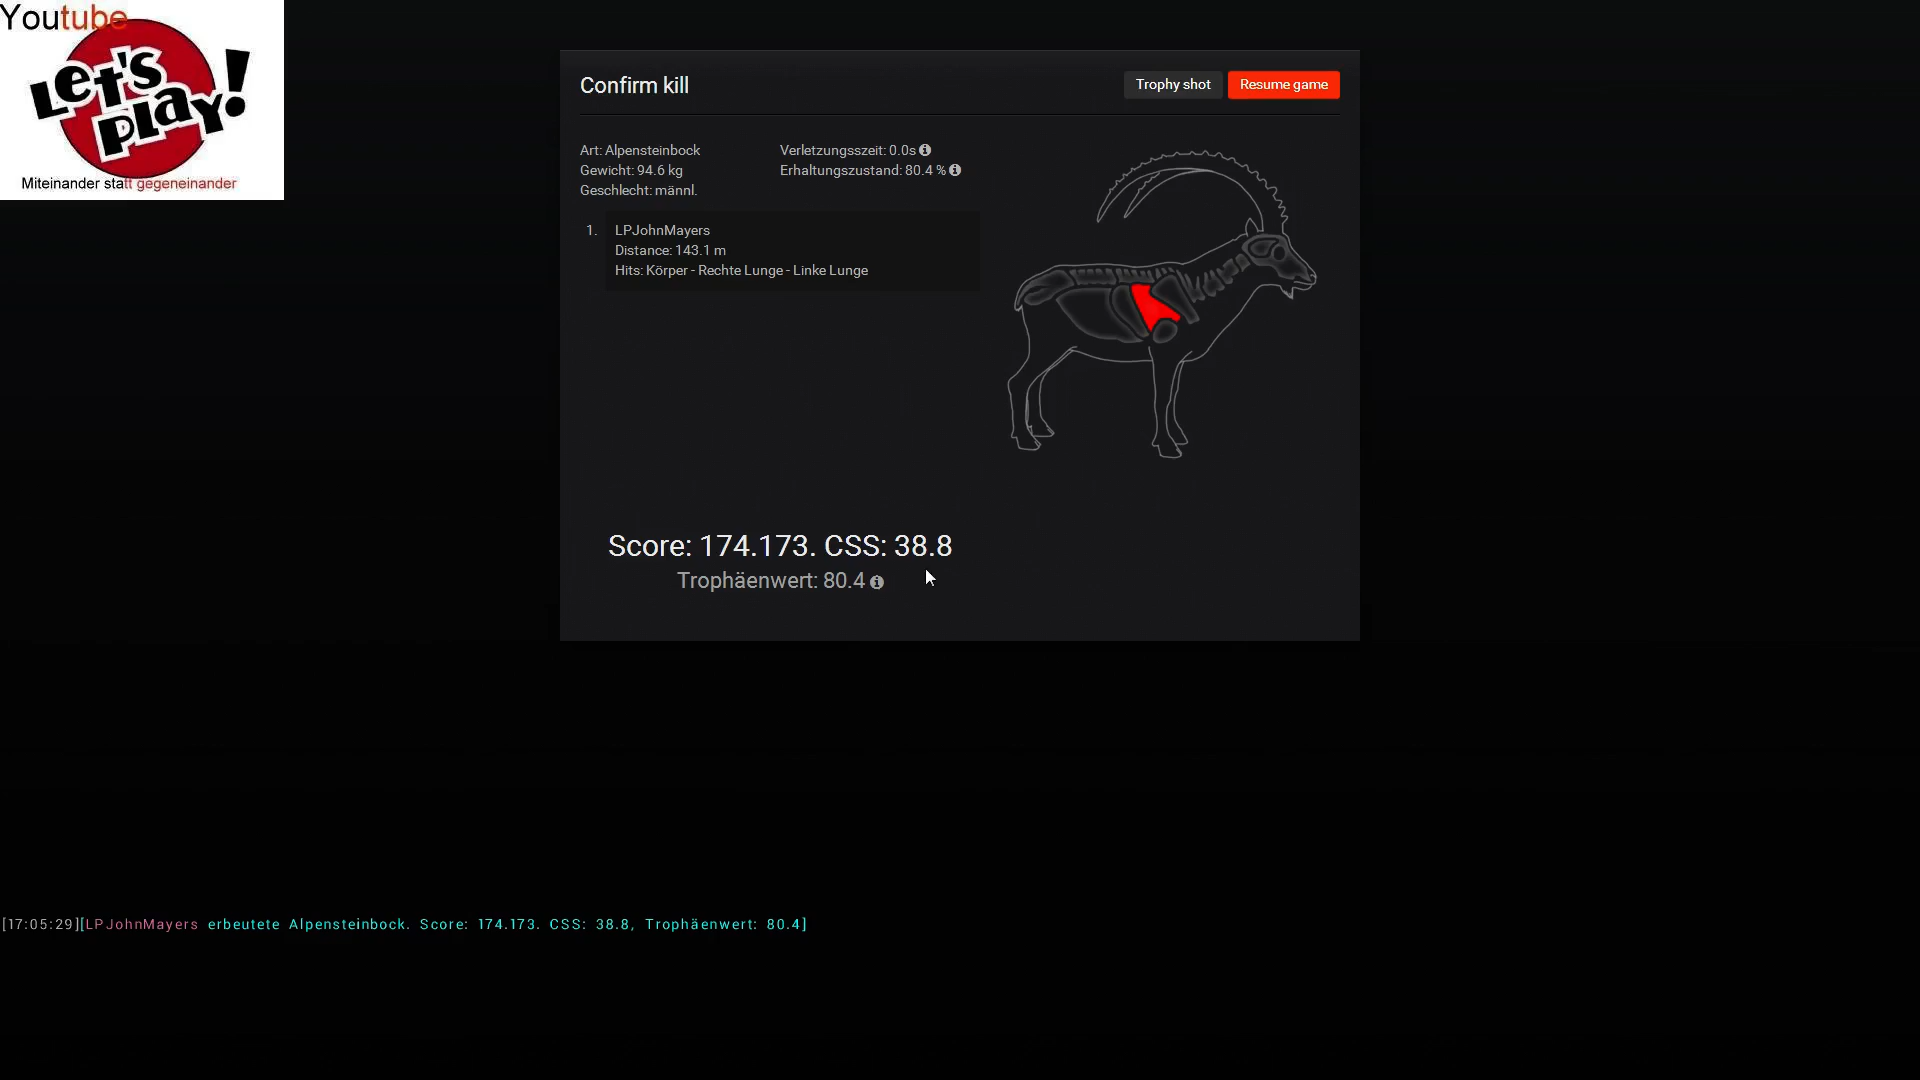 Youtube
Let's
play!
Miteinander statt gegeneinander
Confirm kill
Trophy shot
Resume game
Art: Alpensteinbock
Gewicht: 94.6 kg
Geschlecht: männl.
Verletzungsszeit: 0.0s
Erhaltungszustand: 80.4 %
1.
LPJohnMayers
Distance: 143.1 m
Hits: Körper - Rechte Lunge - Linke Lunge
Score: 174.173. CSS: 38.8
Trophäenwert: 80.4
[17:05:29][LPJohnMayers erbeutete Alpensteinbock. Score: 174.173. CSS: 38.8, Trophäenwert: 80.4]